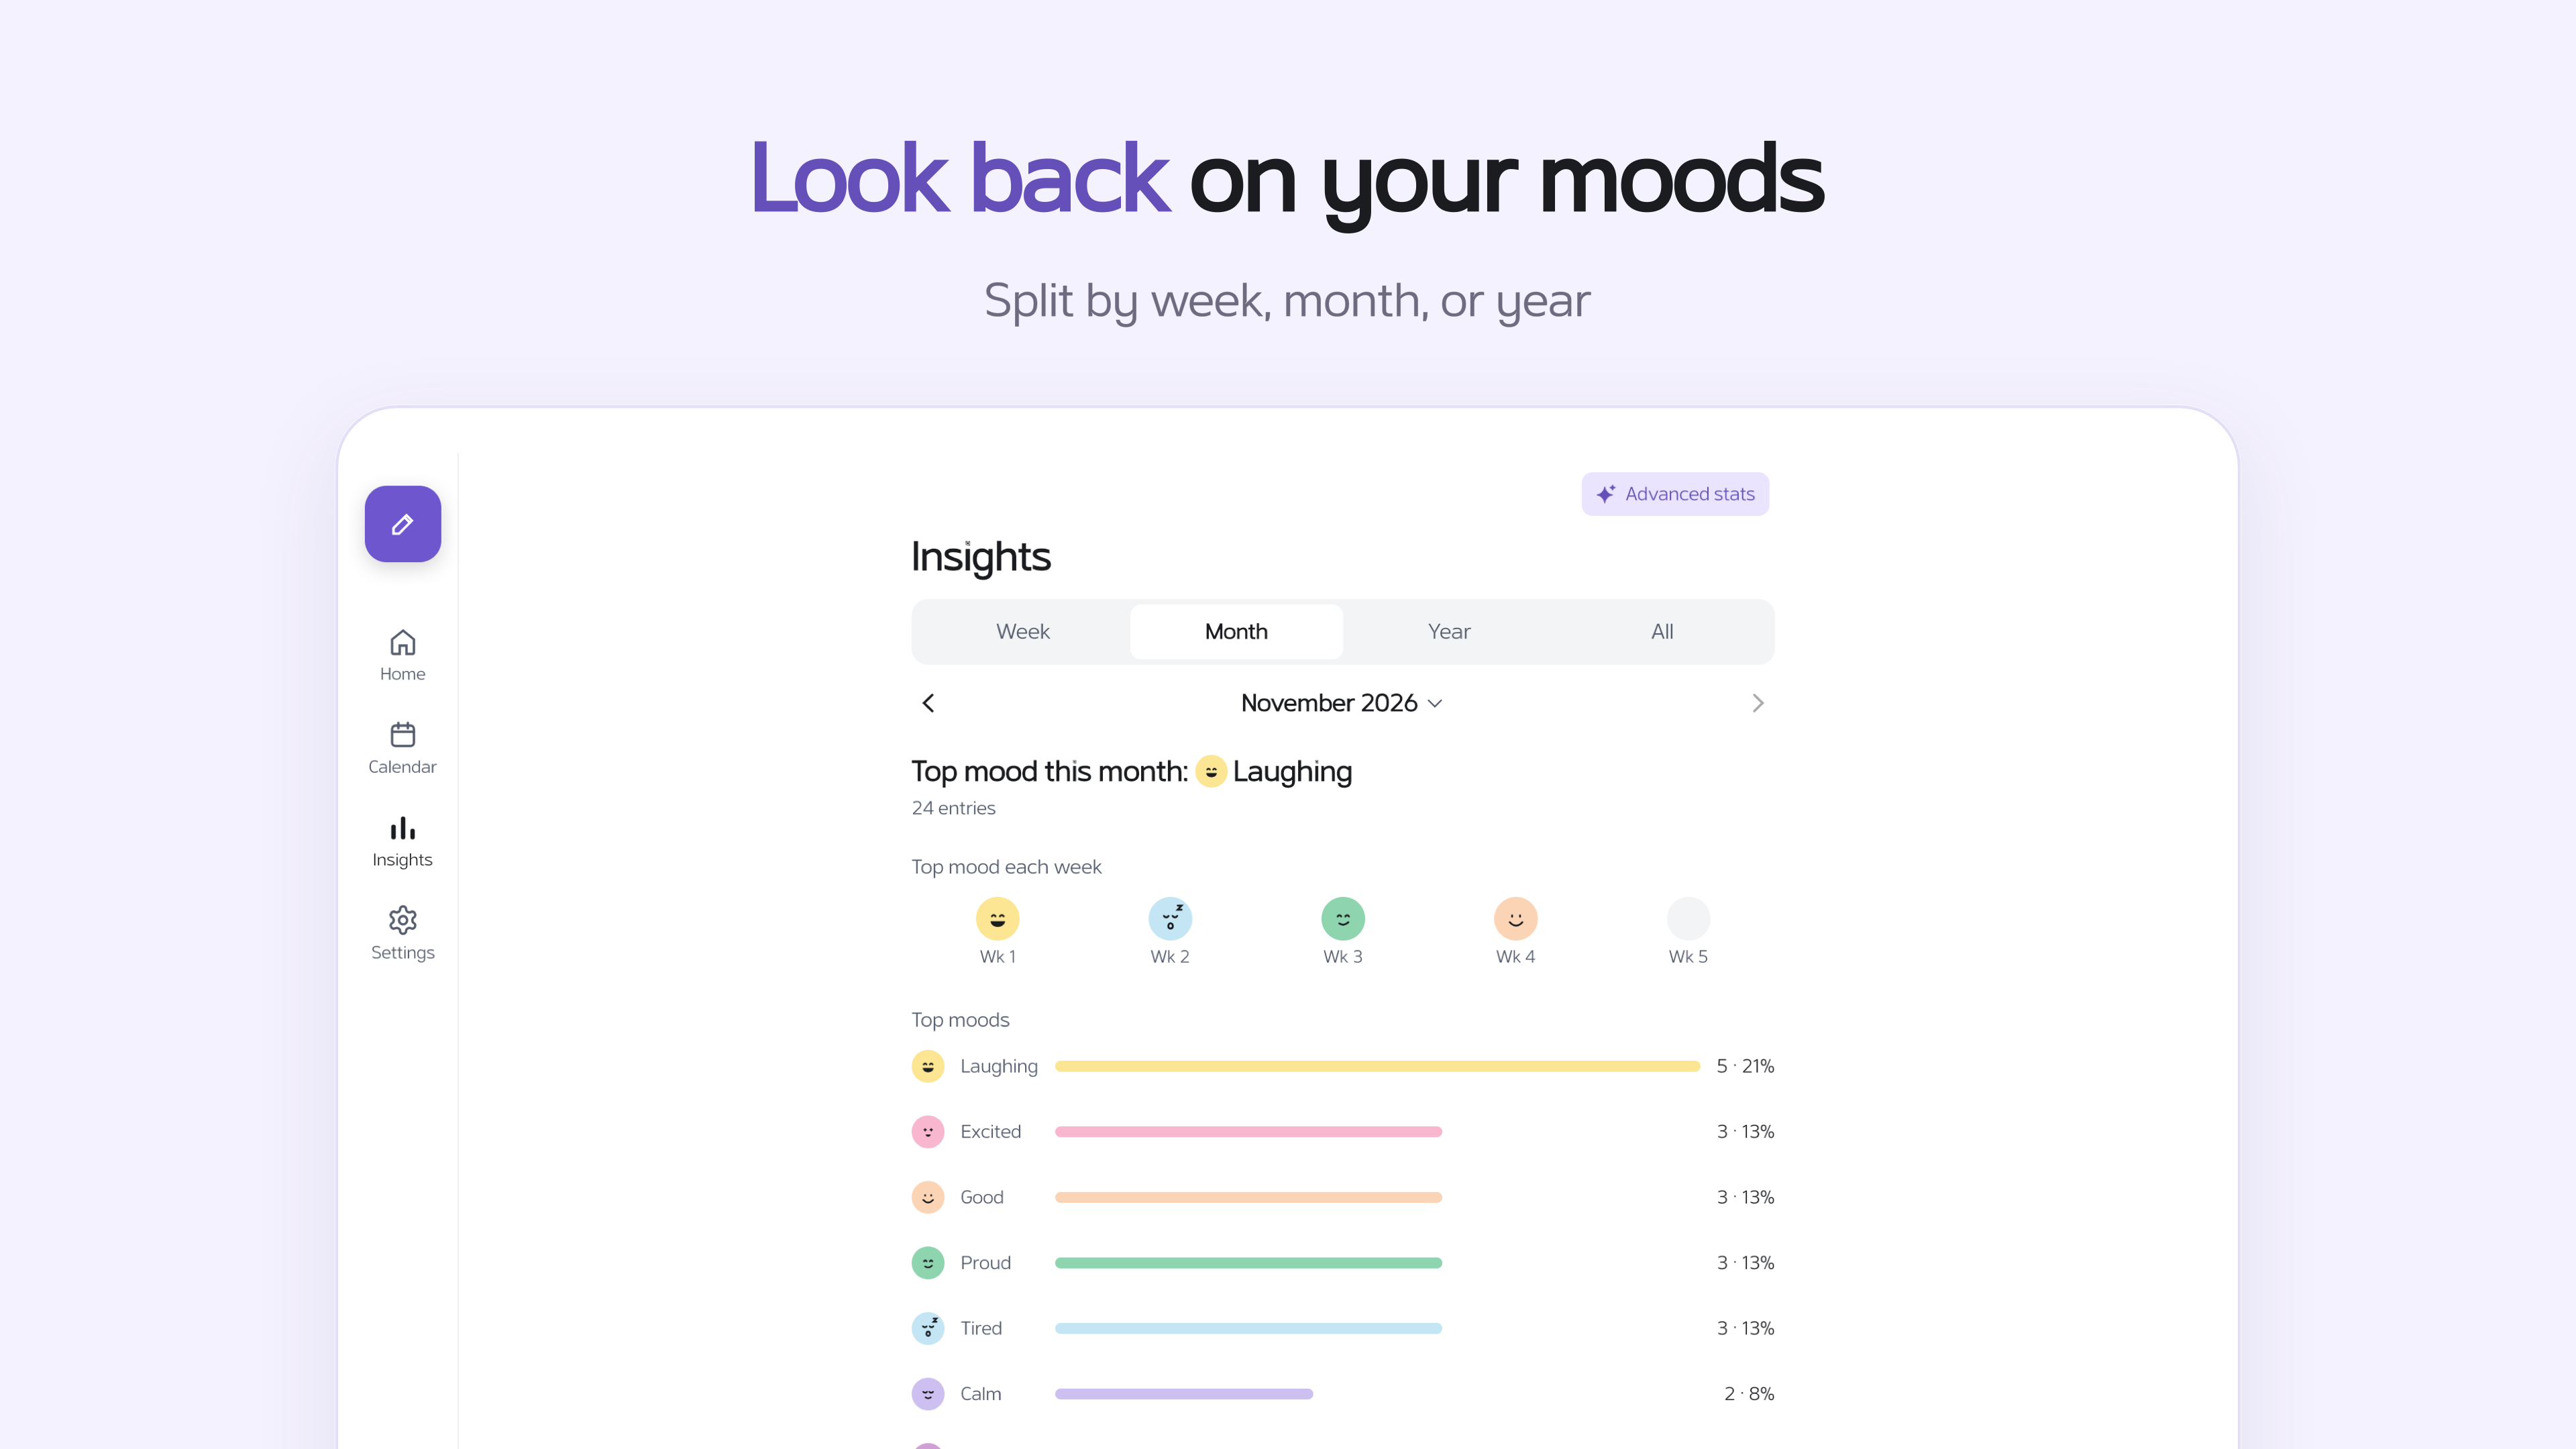 Look back on your moods
Split by week, month, or year
Advanced stats
Home
Calendar
Insights
Settings
Insights
Week Month Year All
November 2026
Top mood this month: Laughing
24 entries
Top mood each week
Wk 1 Wk 2 Wk 3 Wk 4 Wk 5
Top moods
Laughing 5 · 21%
Excited 3 · 13%
Good 3 · 13%
Proud 3 · 13%
Tired 3 · 13%
Calm 2 · 8%